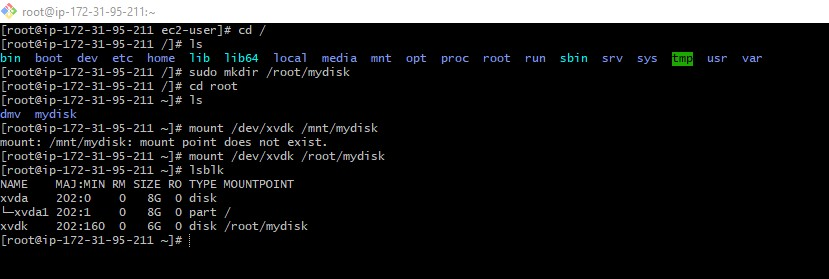 root@ip-172-31-95-211:~
[root@ip-172-31-95-211 ec2-user]# cd /
[root@ip-172-31-95-211 /]# ls
bin  boot  dev  etc  home  lib  lib64  local  media  mnt  opt  proc  root  run  sbin  srv  sys  tmp  usr  var
[root@ip-172-31-95-211 /]# sudo mkdir /root/mydisk
[root@ip-172-31-95-211 /]# cd root
[root@ip-172-31-95-211 ~]# ls
dmv  mydisk
[root@ip-172-31-95-211 ~]# mount /dev/xvdk /mnt/mydisk
mount: /mnt/mydisk: mount point does not exist.
[root@ip-172-31-95-211 ~]# mount /dev/xvdk /root/mydisk
[root@ip-172-31-95-211 ~]# lsblk
NAME    MAJ:MIN RM SIZE RO TYPE MOUNTPOINT
xvda    202:0    0   8G  0 disk
└─xvda1 202:1    0   8G  0 part /
xvdk    202:160  0   6G  0 disk /root/mydisk
[root@ip-172-31-95-211 ~]#